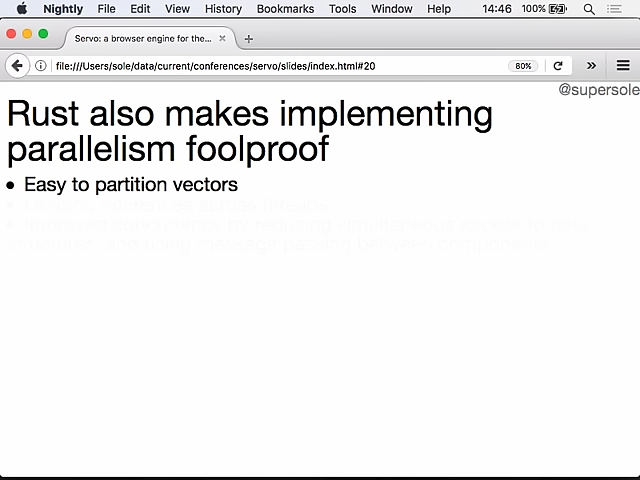 Nightly File Edit View History Bookmarks Tools Window Help 14:46 100%
Servo: a browser engine for the... × +
file:///Users/sole/data/current/conferences/servo/slides/index.html#20 80% »
@supersole
Rust also makes implementing
parallelism foolproof
• Easy to partition vectors